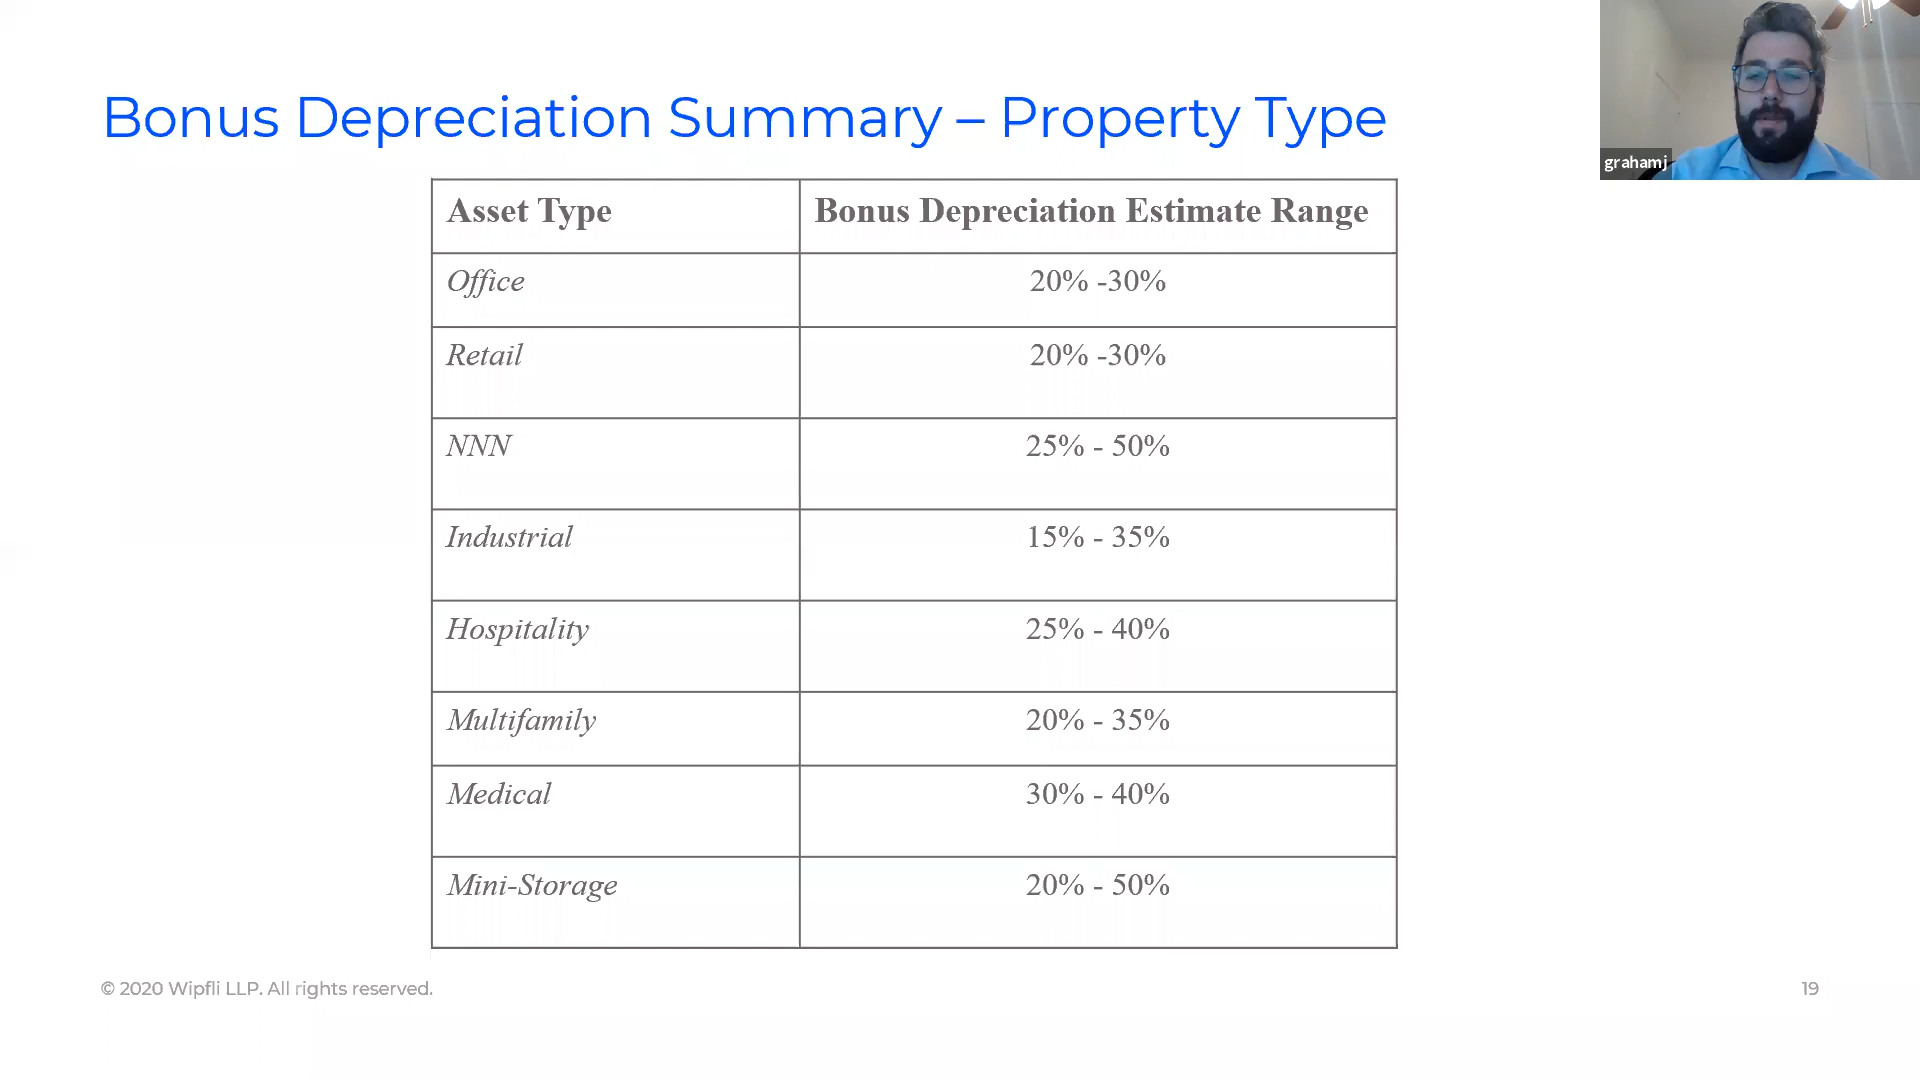 grahamj
Bonus Depreciation Summary – Property Type
Asset Type Bonus Depreciation Estimate Range
Office 20% -30%
Retail 20% -30%
NNN 25% - 50%
Industrial 15% - 35%
Hospitality 25% - 40%
Multifamily 20% - 35%
Medical 30% - 40%
Mini-Storage 20% - 50%
© 2020 Wipfli LLP. All rights reserved. 19